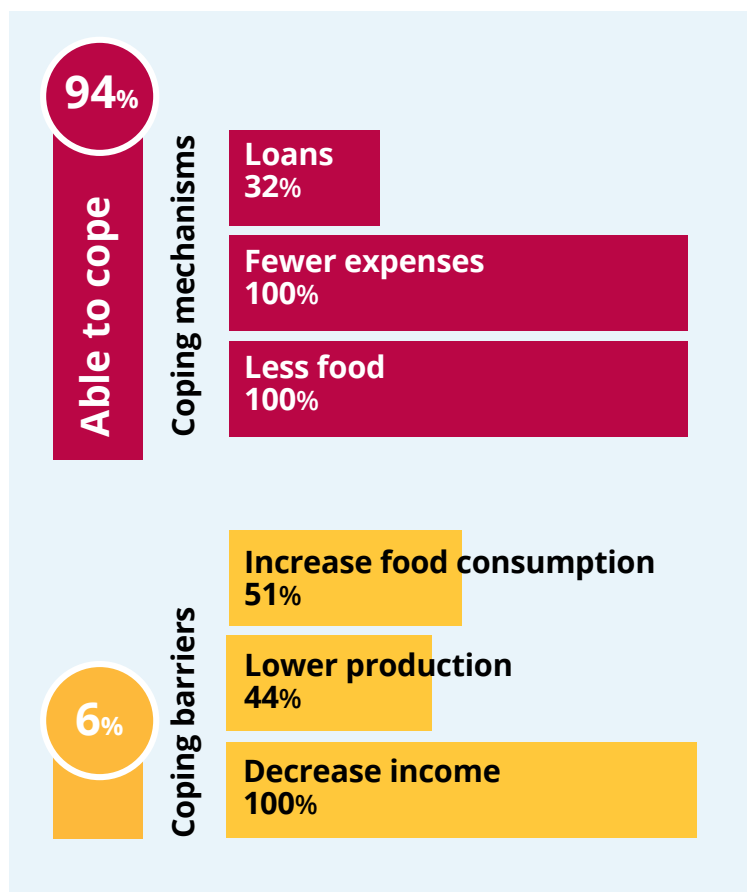 94%
Able to cope
Coping mechanisms
Loans
32%
Fewer expenses
100%
Less food
100%
6%
Coping barriers
Increase food consumption
51%
Lower production
44%
Decrease income
100%